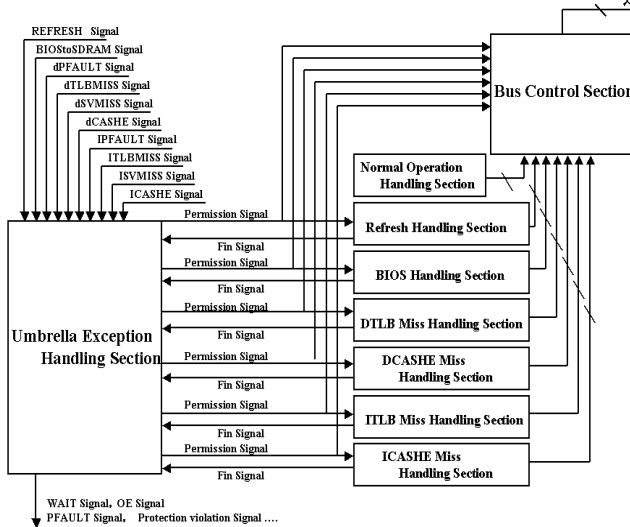 REFRESH Signal
BIOStoSDRAM Signal
dPFAULT Signal
dTLBMISS Signal
dSVMISS Signal
dCASHE Signal
IPFAULT Signal
ITLBMISS Signal
ISVMISS Signal
ICASHE Signal
Bus Control Section
Normal Operation
Handling Section
Permission Signal
Refresh Handling Section
Fin Signal
Permission Signal
BIOS Handling Section
Fin Signal
Permission Signal
DTLB Miss Handling Section
Fin Signal
Umbrella Exception
Handling Section
Permission Signal
DCASHE Miss
Handling Section
Fin Signal
Permission Signal
ITLB Miss Handling Section
Fin Signal
Permission Signal
ICASHE Miss
Handling Section
Fin Signal
WAIT Signal, OE Signal
PFAULT Signal, Protection violation Signal ....